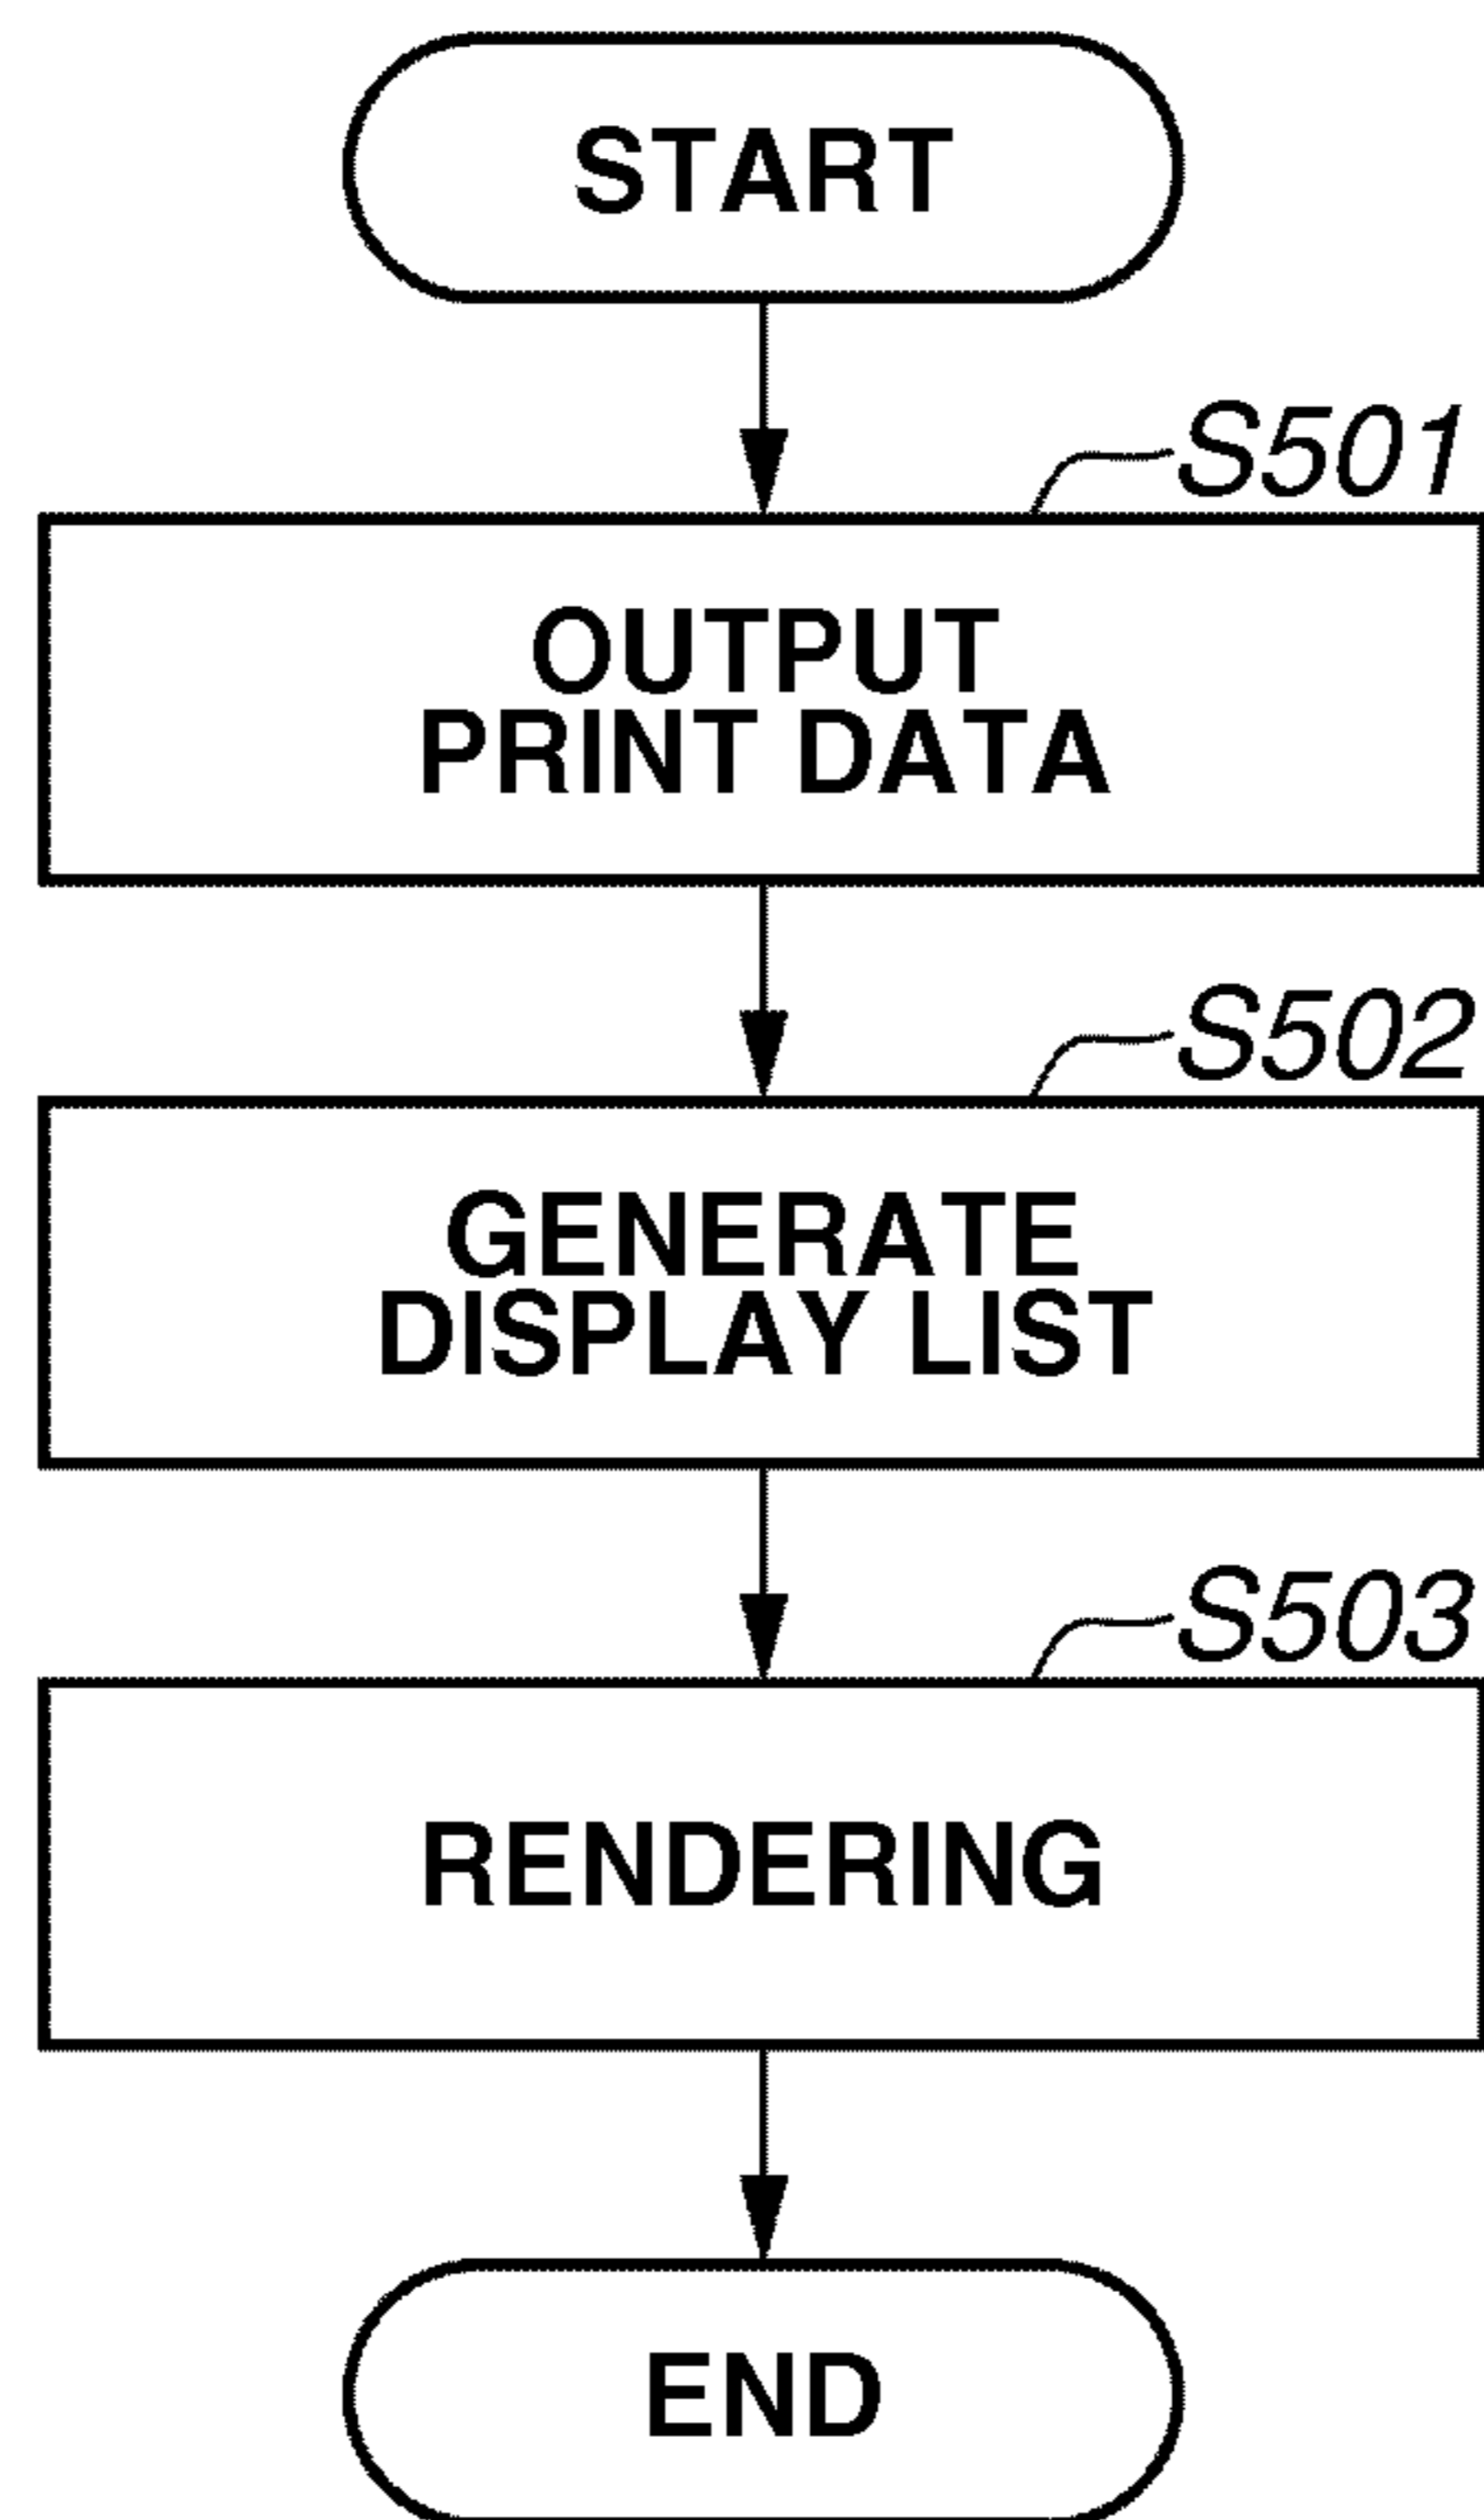 START
S501
OUTPUT
PRINT DATA
S502
GENERATE
DISPLAY LIST
S503
RENDERING
END